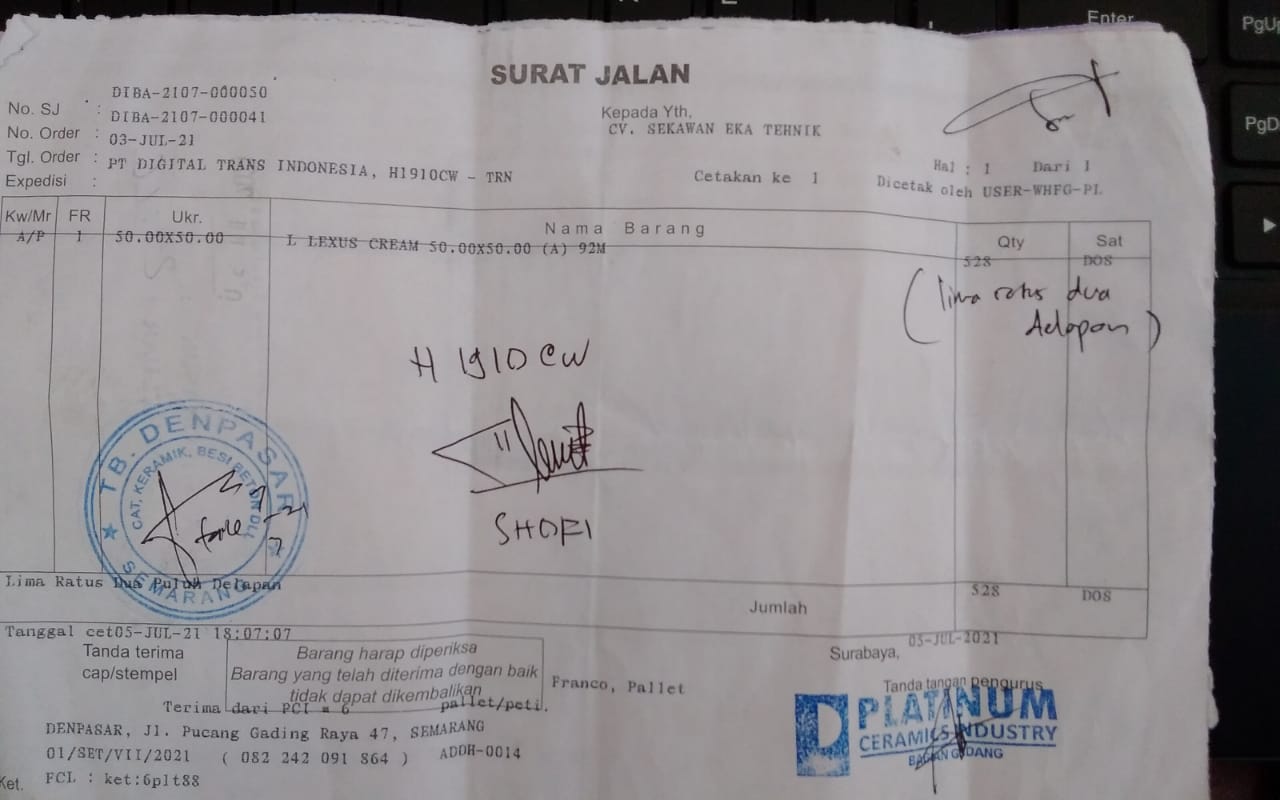 Enter
PgUp
PgD
SURAT JALAN
DIBA-2107-000050
No. SJ : DIBA-2107-000041
No. Order : 03-JUL-21
Tgl. Order : PT DIGITAL TRANS INDONESIA, H1910CW - TRN
Expedisi :
Kepada Yth,
CV. SEKAWAN EKA TEHNIK
Cetakan ke 1
Hal : 1 Dari 1
Dicetak oleh USER-WHFG-PL
Kw/Mr FR Ukr. Nama Barang Qty Sat
A/P 1 50.00X50.00 L LEXUS CREAM 50.00X50.00 (A) 92M 528 DOS
(lima ratus dua
delapan)
H 1910 CW
SHOFI
TB. DENPASAR
CAT, KERAMIK, BESI BETON DLL
SEMARANG
Lima Ratus Dua Puluh Delapan
Jumlah 528 DOS
Tanggal cet05-JUL-21 18:07:07
Tanda terima
cap/stempel
Barang harap diperiksa
Barang yang telah diterima dengan baik
tidak dapat dikembalikan
Franco, Pallet
Terima dari PCI = 6 pallet/peti.
Surabaya, 05-JUL-2021
Tanda tangan pengurus
PLATINUM
CERAMICS INDUSTRY
BAGIAN GUDANG
DENPASAR, Jl. Pucang Gading Raya 47, SEMARANG
01/SET/VII/2021 ( 082 242 091 864 ) ADDH-0014
Ket. FCL : ket:6plt88